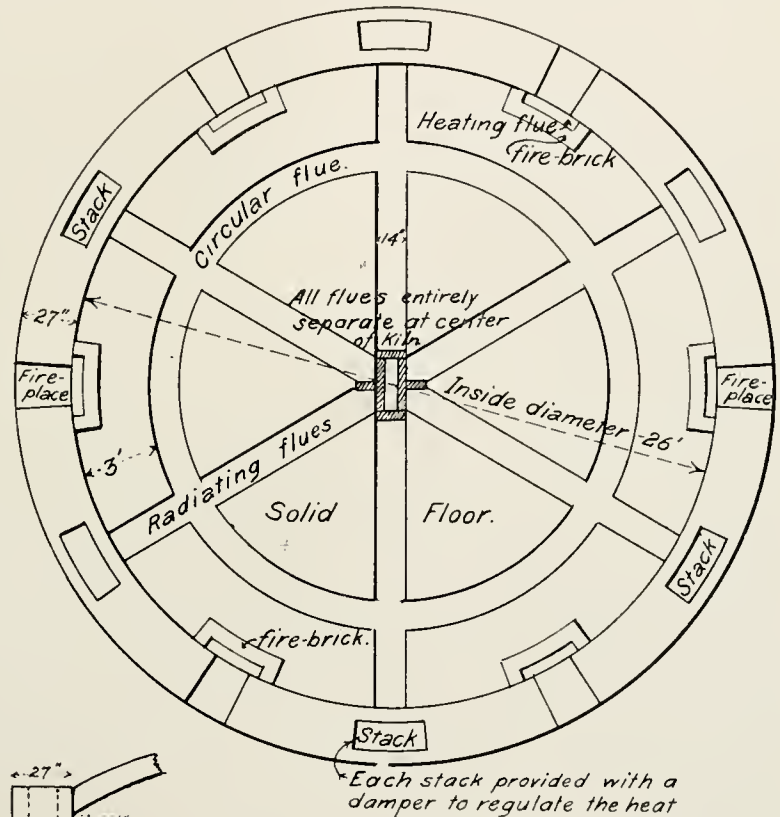 Heating flue
fire-brick
Stack
Circular flue.
14"
All flues entirely
separate at center
of Kiln
27"
Fire-
place
Inside diameter 26'
Fire-
place
3'
Radiating flues
Solid Floor.
Stack
fire-brick.
Stack
27"
Each stack provided with a
damper to regulate the heat